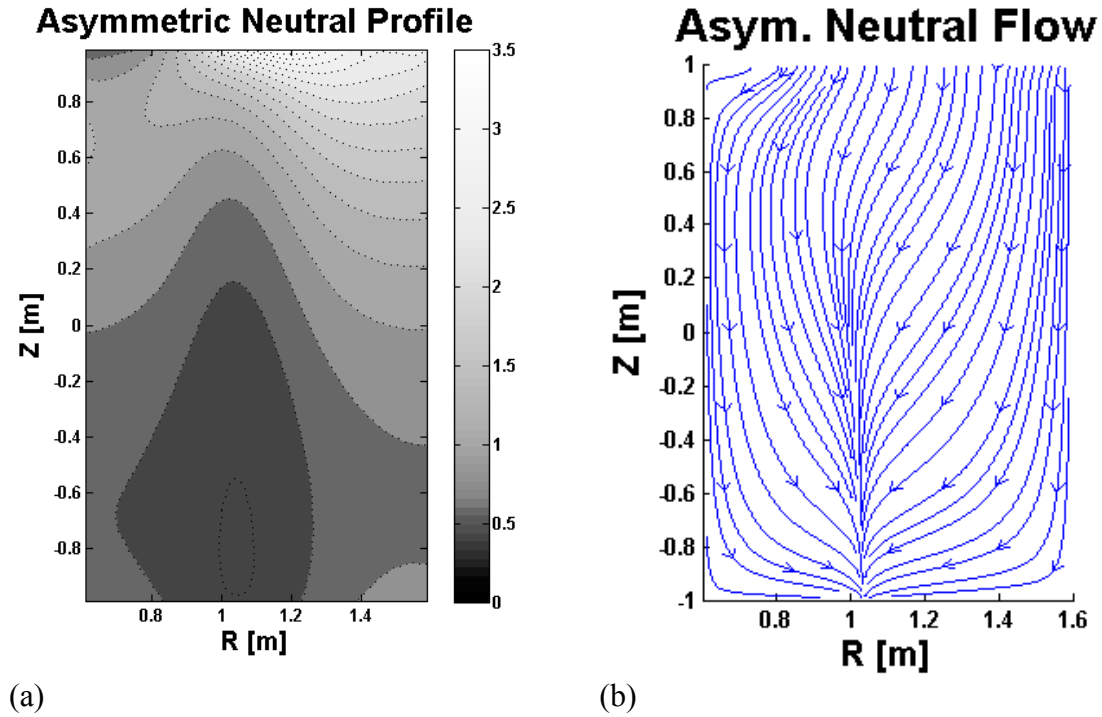 Asymmetric Neutral Profile
Z [m]
0.8
0.6
0.4
0.2
0
-0.2
-0.4
-0.6
-0.8
0.8 1 1.2 1.4
R [m]
3.5
3
2.5
2
1.5
1
0.5
0
(a)
Asym. Neutral Flow
Z [m]
1
0.8
0.6
0.4
0.2
0
-0.2
-0.4
-0.6
-0.8
-1
0.8 1 1.2 1.4 1.6
R [m]
(b)